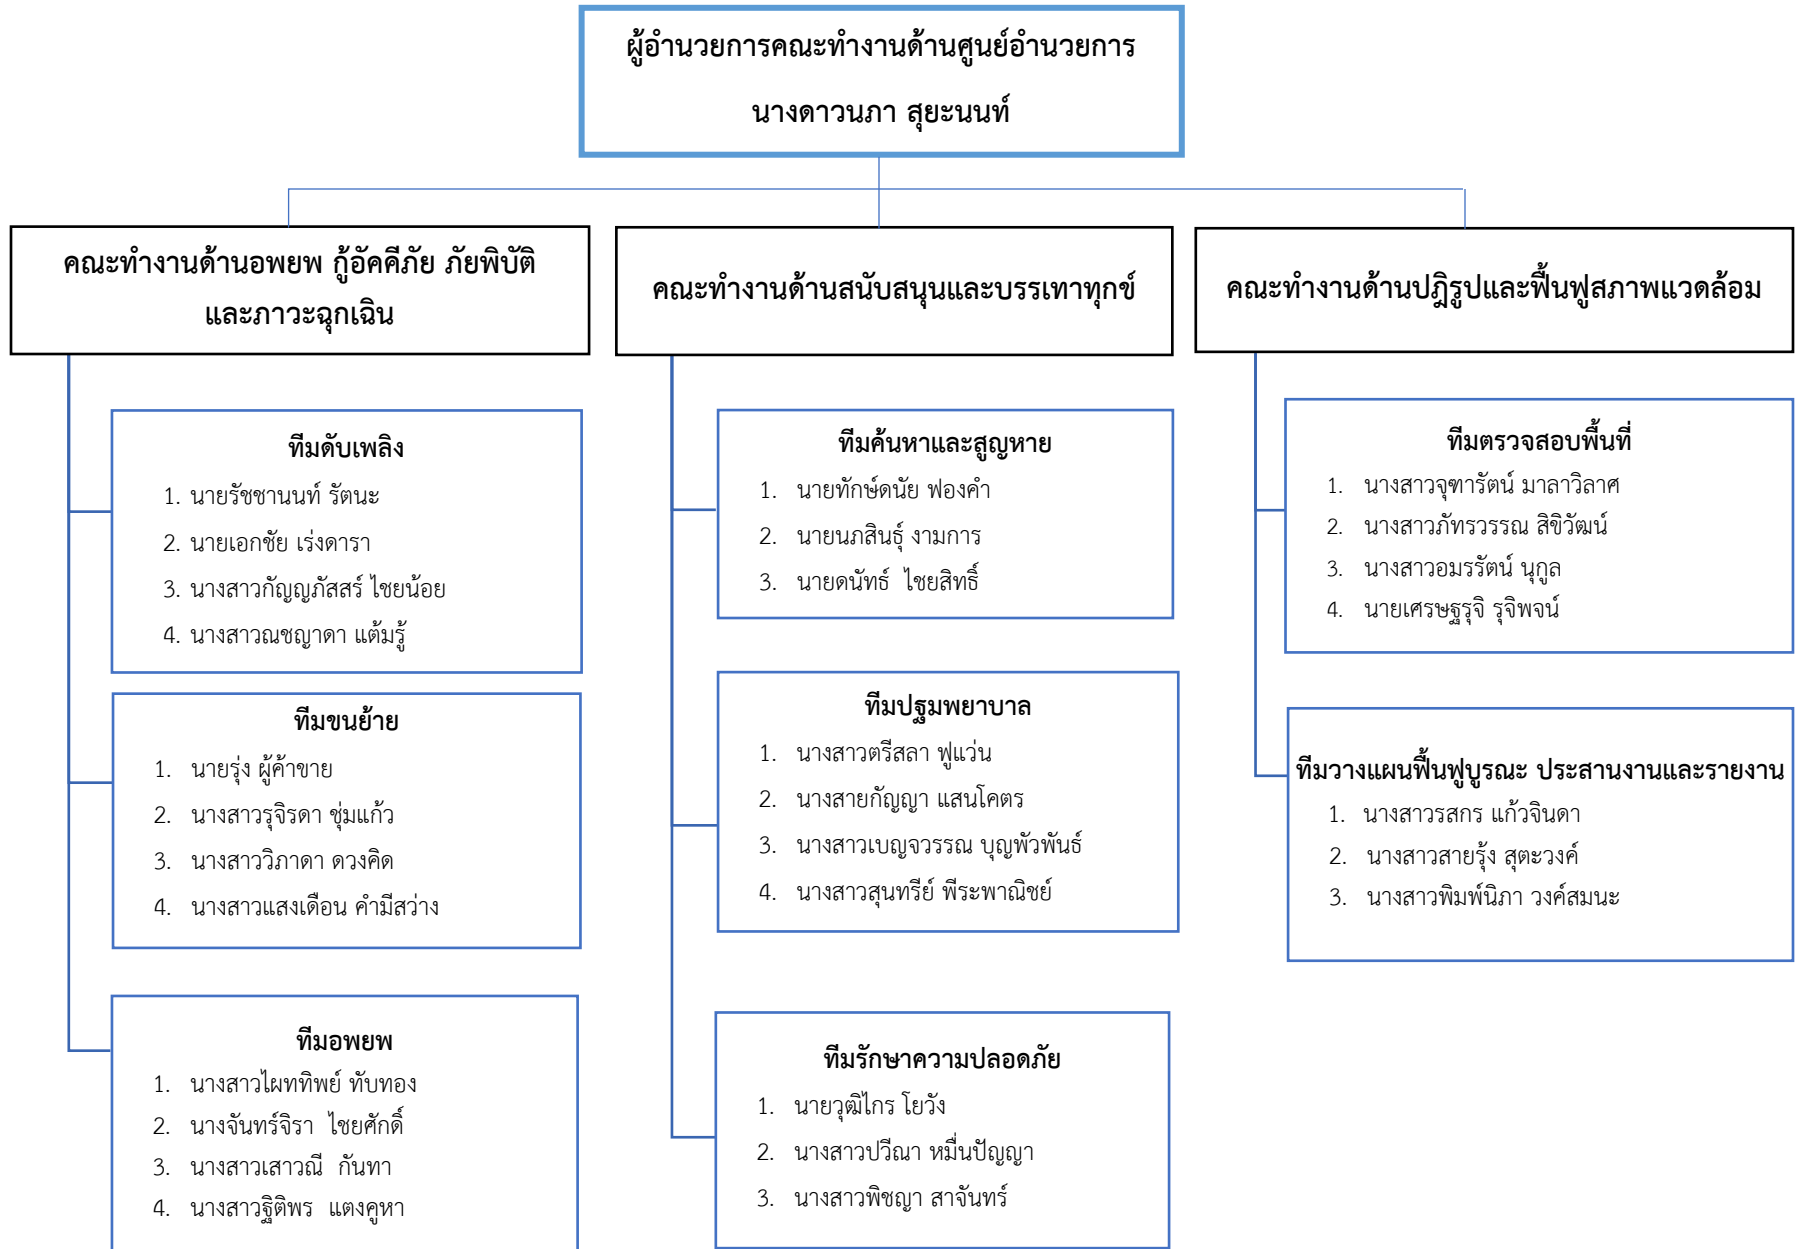 ผู้อำนวยการคณะทำงานด้านศูนย์อำนวยการ
นางดาวนภา สุยะนนท์
คณะทำงานด้านอพยพ กู้อัคคีภัย ภัยพิบัติ
และภาวะฉุกเฉิน
ทีมดับเพลิง
1. นายรัชชานนท์ รัตนะ
2. นายเอกชัย เร่งดารา
3. นางสาวกัญญภัสสร์ ไชยน้อย
4. นางสาวณชญาดา แต้มรู้
ทีมขนย้าย
1. นายรุ่ง ผู้ค้าขาย
2. นางสาวรุจิรดา ชุ่มแก้ว
3. นางสาววิภาดา ดวงคิด
4. นางสาวแสงเดือน คำมีสว่าง
ทีมอพยพ
1. นางสาวไผททิพย์ ทับทอง
2. นางจันทร์จิรา ไชยศักดิ์
3. นางสาวเสาวณี กันทา
4. นางสาวฐิติพร แตงคูหา
คณะทำงานด้านสนับสนุนและบรรเทาทุกข์
ทีมค้นหาและสูญหาย
1. นายทักษ์ดนัย ฟองคำ
2. นายนภสินธุ์ งามการ
3. นายดนัทธ์ ไชยสิทธิ์
ทีมปฐมพยาบาล
1. นางสาวตรีสลา ฟูแว่น
2. นางสายกัญญา แสนโคตร
3. นางสาวเบญจวรรณ บุญพัวพันธ์
4. นางสาวสุนทรีย์ พีระพาณิชย์
ทีมรักษาความปลอดภัย
1. นายวุฒิไกร โยวัง
2. นางสาวปวีณา หมื่นปัญญา
3. นางสาวพิชญา สาจันทร์
คณะทำงานด้านปฎิรูปและฟื้นฟูสภาพแวดล้อม
ทีมตรวจสอบพื้นที่
1. นางสาวจุฑารัตน์ มาลาวิลาศ
2. นางสาวภัทรวรรณ สิขิวัฒน์
3. นางสาวอมรรัตน์ นุกูล
4. นายเศรษฐรุจิ รุจิพจน์
ทีมวางแผนฟื้นฟูบูรณะ ประสานงานและรายงาน
1. นางสาวรสกร แก้วจินดา
2. นางสาวสายรุ้ง สุตะวงค์
3. นางสาวพิมพ์นิภา วงค์สมนะ